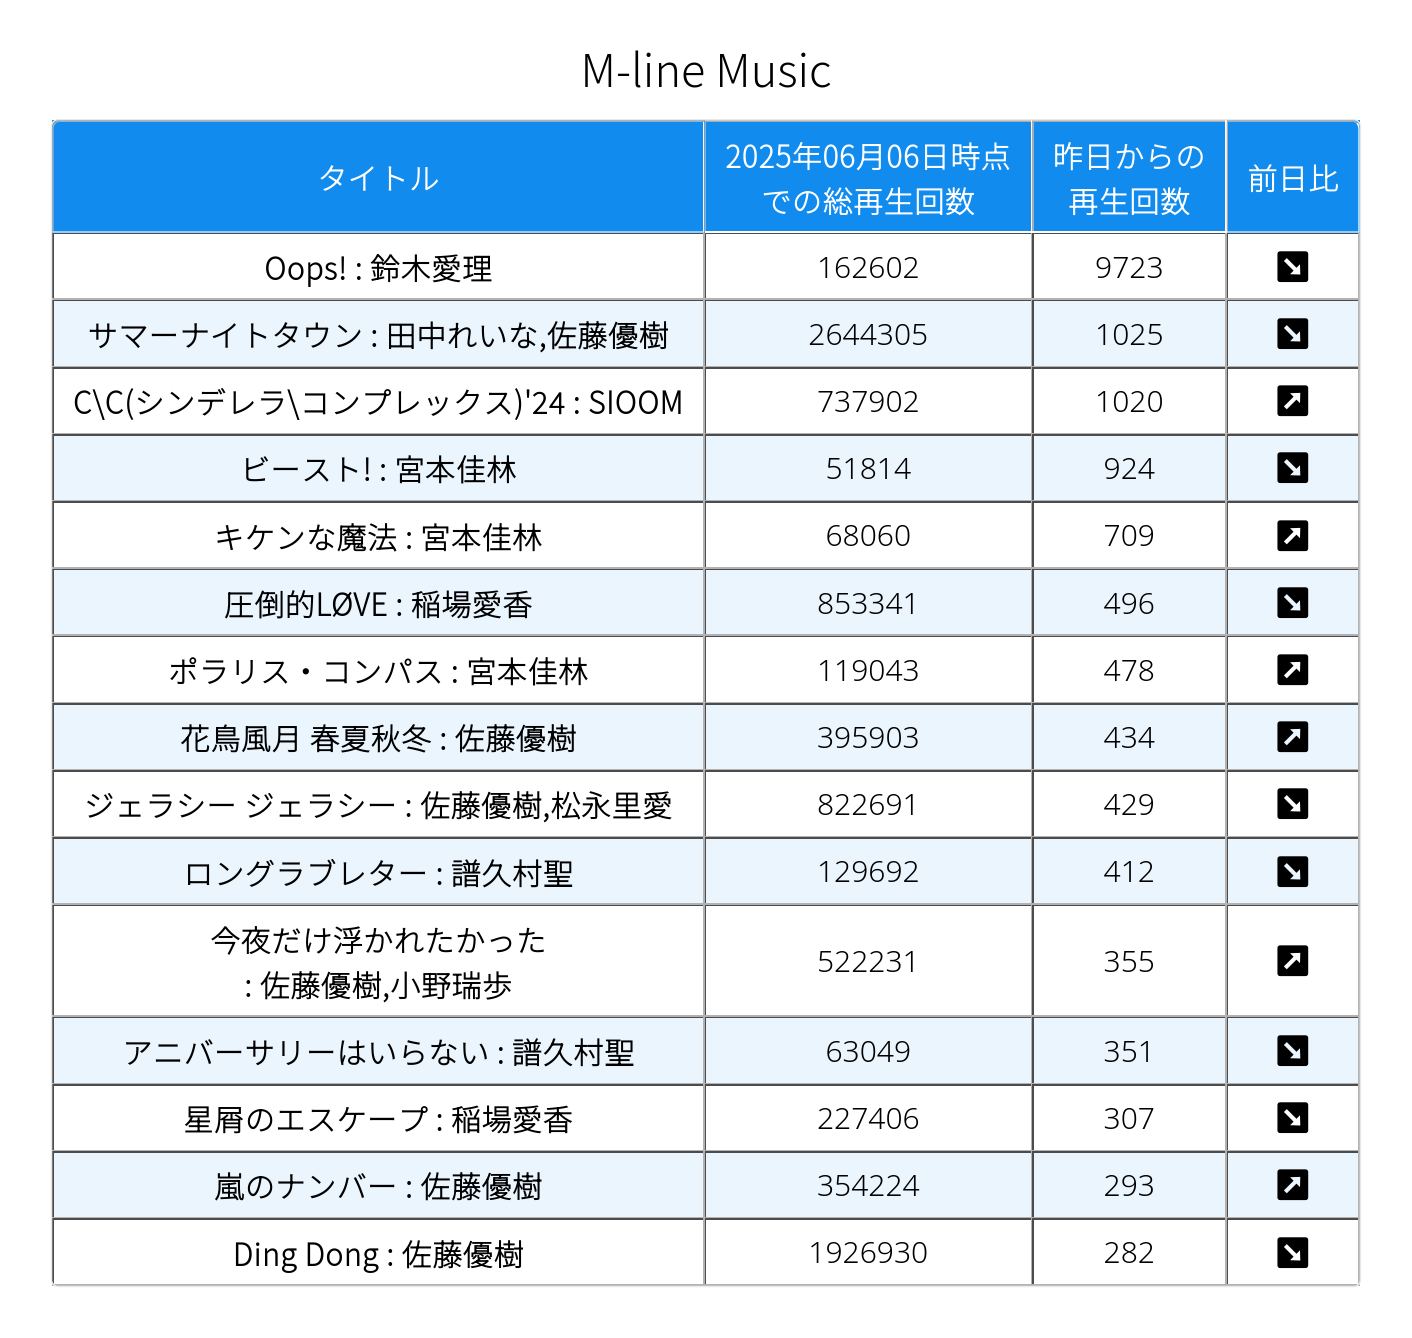 M-line Music
タイトル
2025年06月06日時点
での総再生回数
昨日からの
再生回数
前日比
Oops! : 鈴木愛理 162602 9723
サマーナイトタウン : 田中れいな,佐藤優樹 2644305 1025
C\C(シンデレラ\コンプレックス)'24 : SIOOM 737902 1020
ビースト! : 宮本佳林 51814 924
キケンな魔法 : 宮本佳林 68060 709
圧倒的LØVE : 稲場愛香 853341 496
ポラリス・コンパス : 宮本佳林 119043 478
花鳥風月 春夏秋冬 : 佐藤優樹 395903 434
ジェラシー ジェラシー : 佐藤優樹,松永里愛 822691 429
ロングラブレター : 譜久村聖 129692 412
今夜だけ浮かれたかった
: 佐藤優樹,小野瑞歩 522231 355
アニバーサリーはいらない : 譜久村聖 63049 351
星屑のエスケープ : 稲場愛香 227406 307
嵐のナンバー : 佐藤優樹 354224 293
Ding Dong : 佐藤優樹 1926930 282